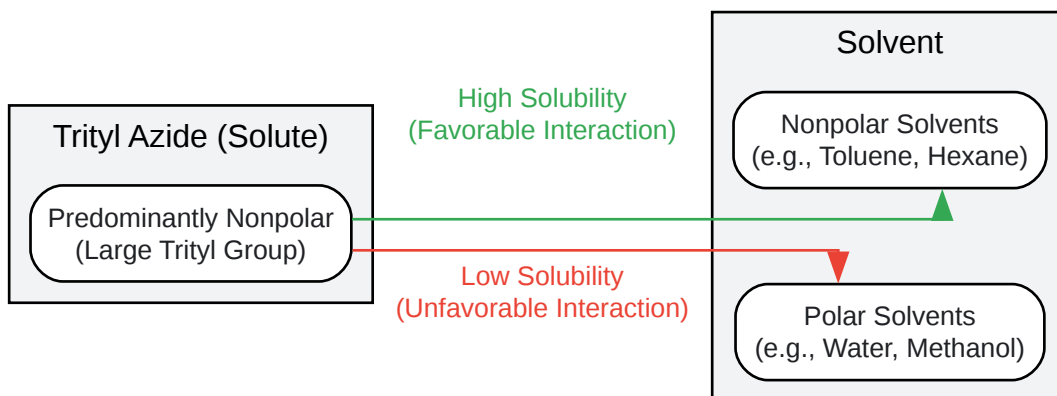 Solvent
High Solubility
(Favorable Interaction)
Nonpolar Solvents
(e.g., Toluene, Hexane)
Trityl Azide (Solute)
Predominantly Nonpolar
(Large Trityl Group)
Low Solubility
(Unfavorable Interaction)
Polar Solvents
(e.g., Water, Methanol)